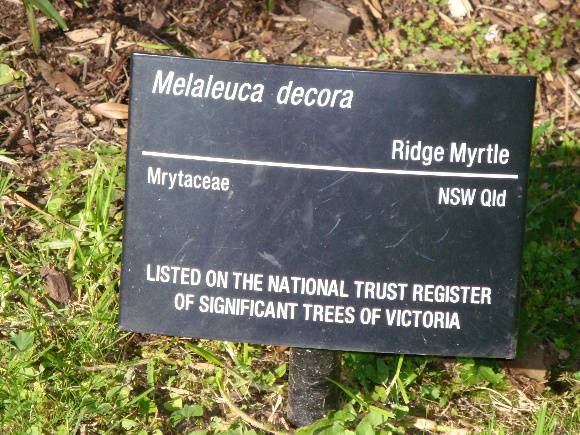 Melaleuca decora
Ridge Myrtle
Mrytaceae NSW Qld
LISTED ON THE NATIONAL TRUST REGISTER
OF SIGNIFICANT TREES OF VICTORIA